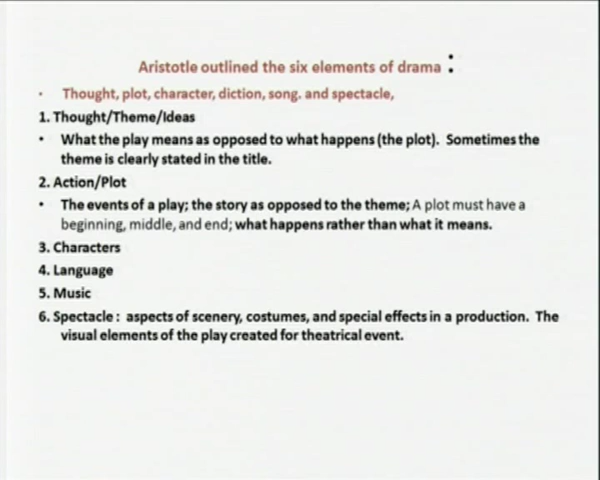 Aristotle outlined the six elements of drama :
• Thought, plot, character, diction, song. and spectacle,
1. Thought/Theme/Ideas
• What the play means as opposed to what happens (the plot). Sometimes the
theme is clearly stated in the title.
2. Action/Plot
• The events of a play; the story as opposed to the theme; A plot must have a
beginning, middle, and end; what happens rather than what it means.
3. Characters
4. Language
5. Music
6. Spectacle : aspects of scenery, costumes, and special effects in a production. The
visual elements of the play created for theatrical event.